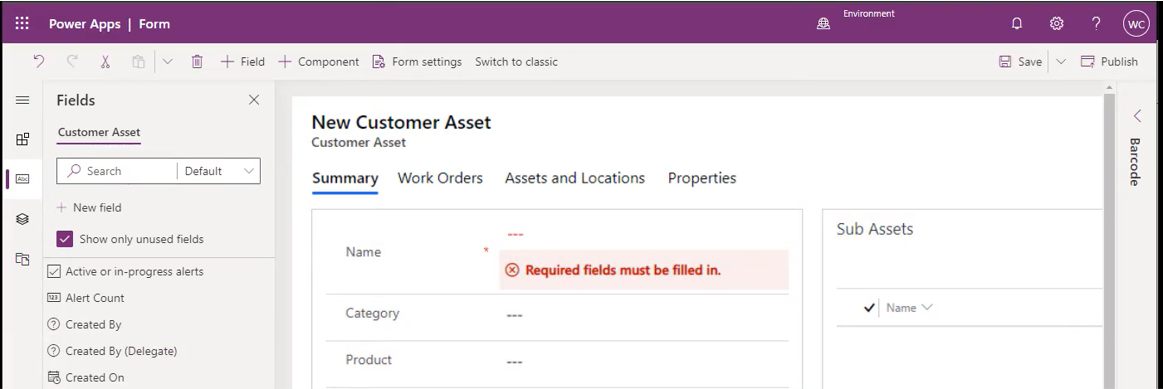 Power Apps | Form
Environment
WC
+ Field
+ Component
Form settings
Switch to classic
Save
Publish
Fields
Customer Asset
Search
Default
+ New field
Show only unused fields
Active or in-progress alerts
Alert Count
Created By
Created By (Delegate)
Created On
Abc
123
New Customer Asset
Customer Asset
Summary Work Orders Assets and Locations Properties
Name * ---
Required fields must be filled in.
Category ---
Product ---
Sub Assets
Name
Barcode